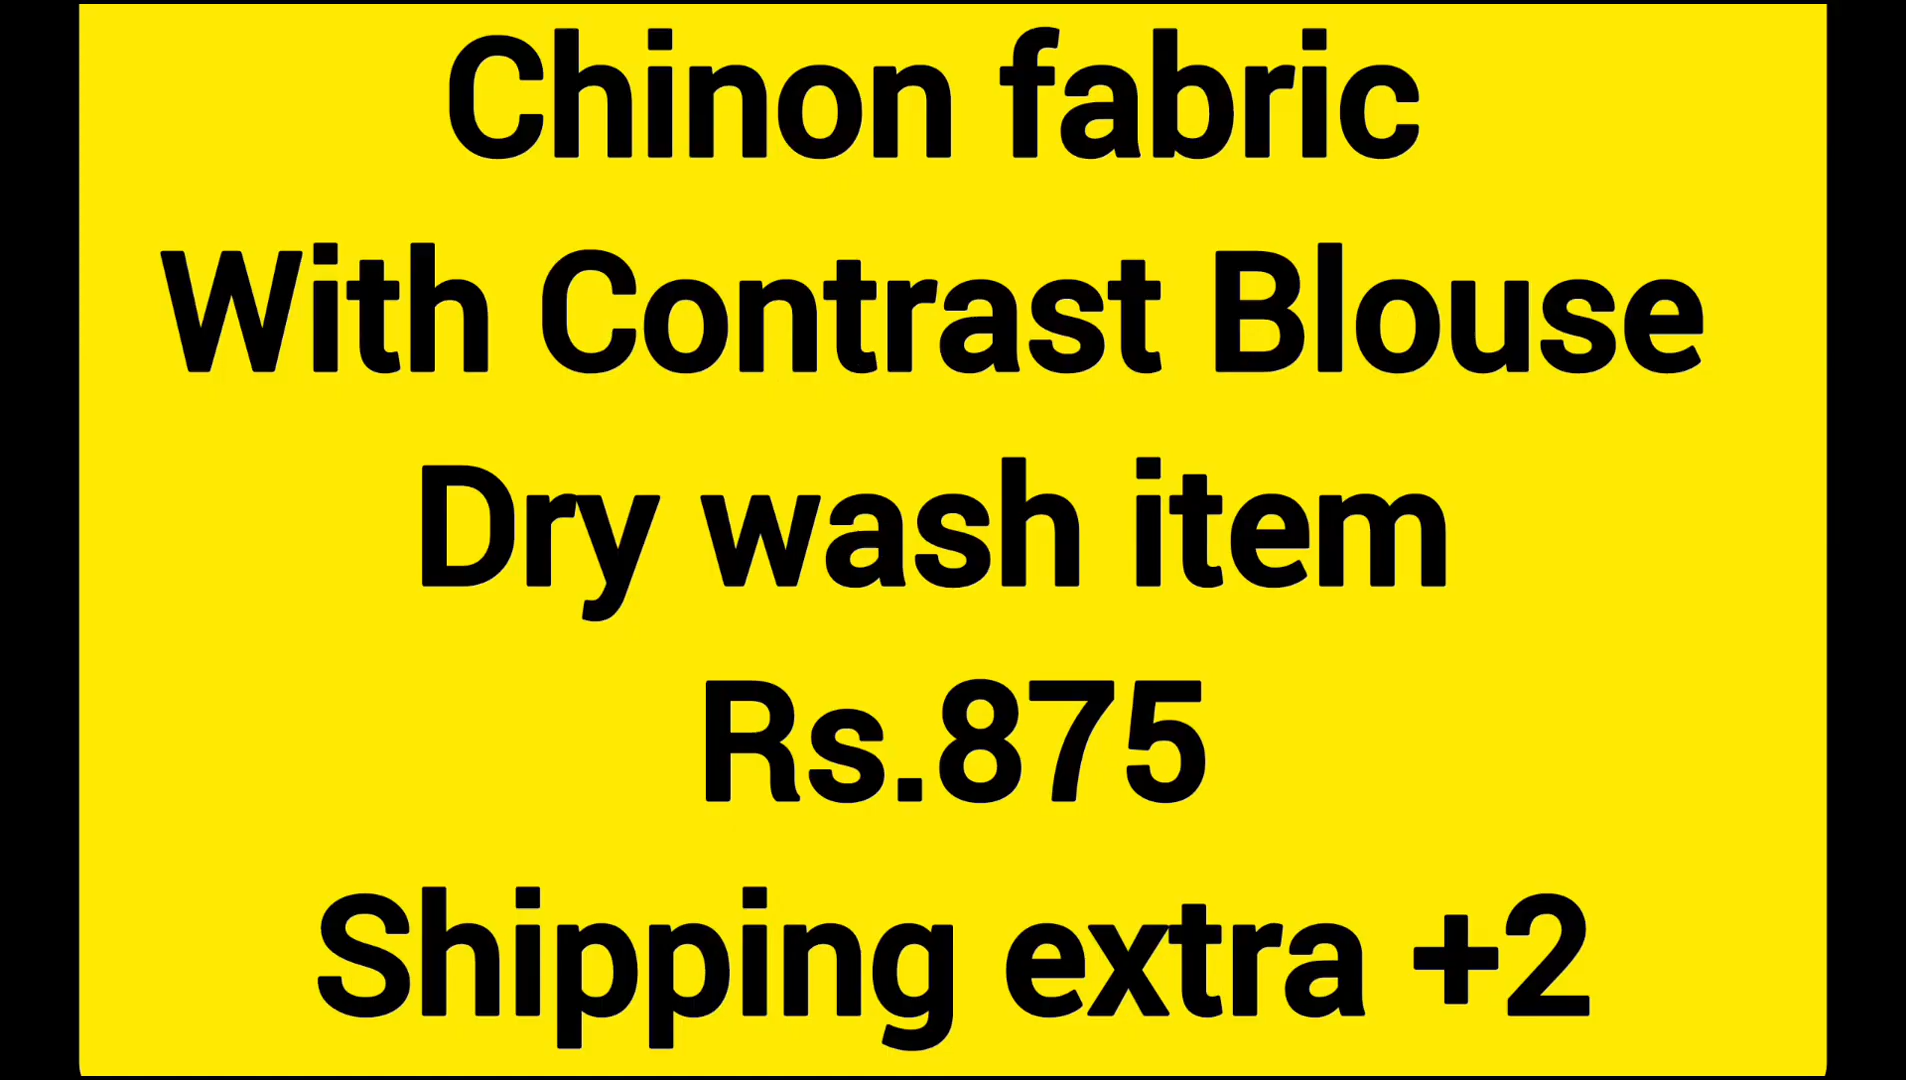 Chinon fabric
With Contrast Blouse
Dry wash item
Rs.875
Shipping extra +2